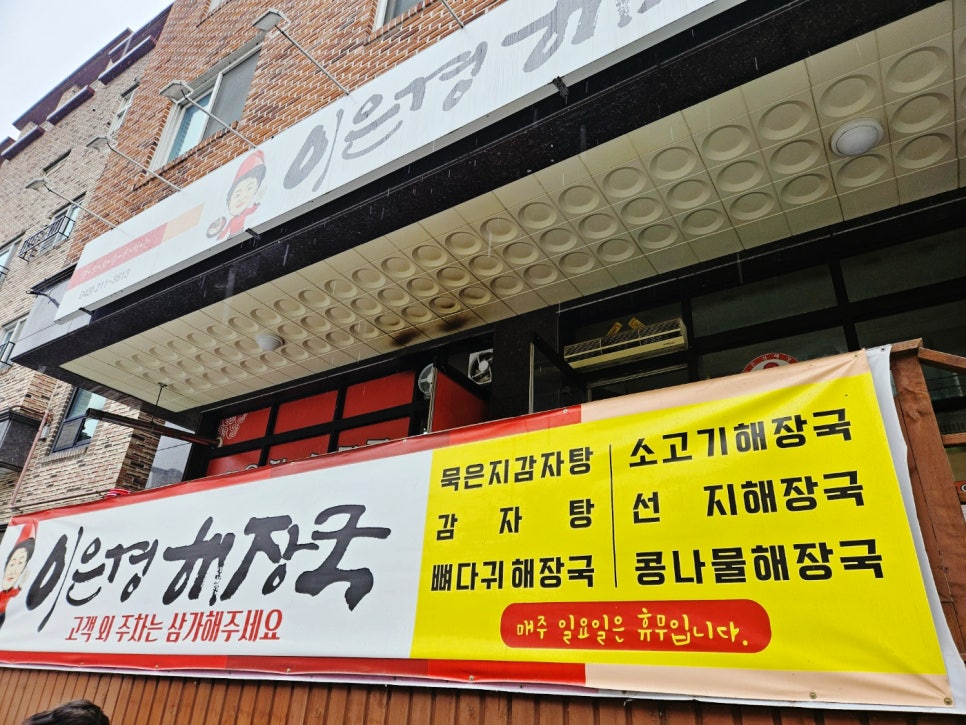 이은경 해
이은경 해장국
고객 외 주차는 삼가해주세요
묵은지감자탕
감 자 탕
뼈다귀해장국
소고기해장국
선 지해장국
콩나물해장국
매주 일요일은 휴무입니다.